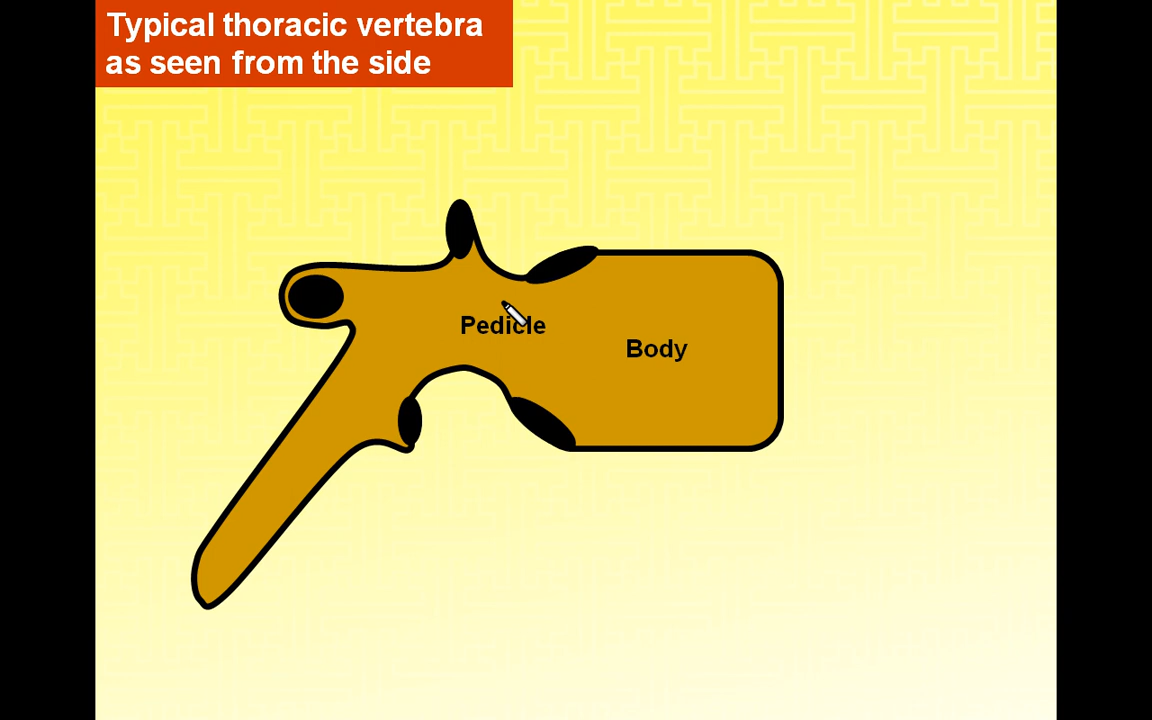 Typical thoracic vertebra
as seen from the side
Pedicle
Body